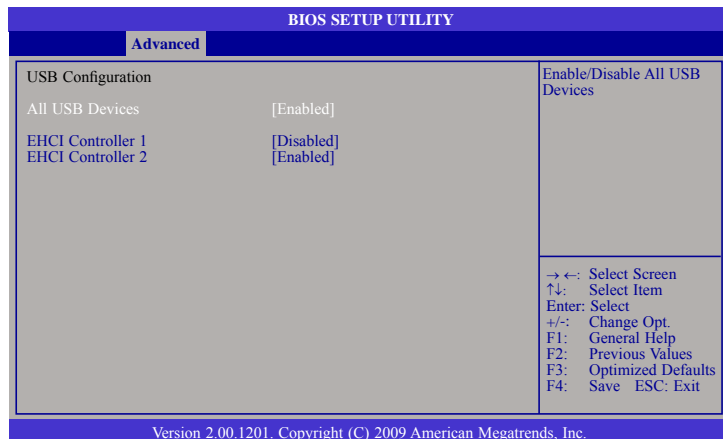 BIOS SETUP UTILITY
Advanced
USB Configuration
All USB Devices [Enabled]
EHCI Controller 1 [Disabled]
EHCI Controller 2 [Enabled]
Enable/Disable All USB
Devices
→ ←: Select Screen
↑↓: Select Item
Enter: Select
+/-: Change Opt.
F1: General Help
F2: Previous Values
F3: Optimized Defaults
F4: Save ESC: Exit
Version 2.00.1201. Copyright (C) 2009 American Megatrends, Inc.